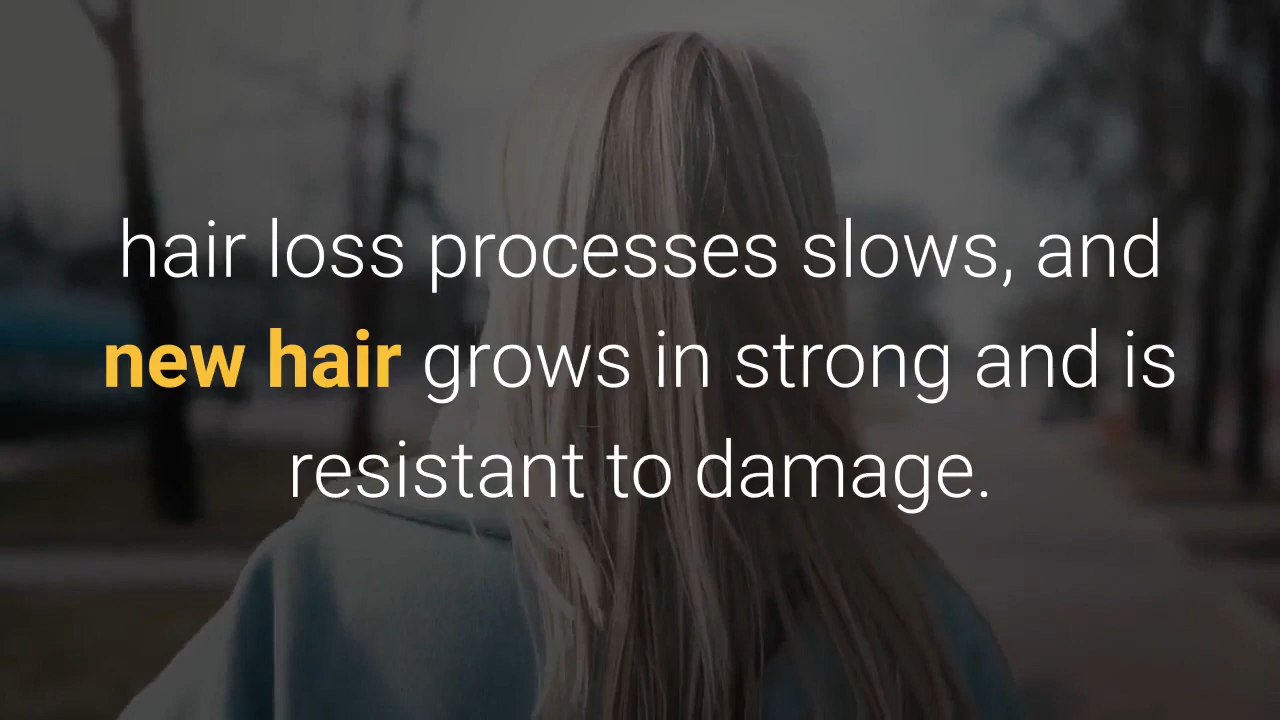 hair loss processes slows, and
new hair grows in strong and is
resistant to damage.